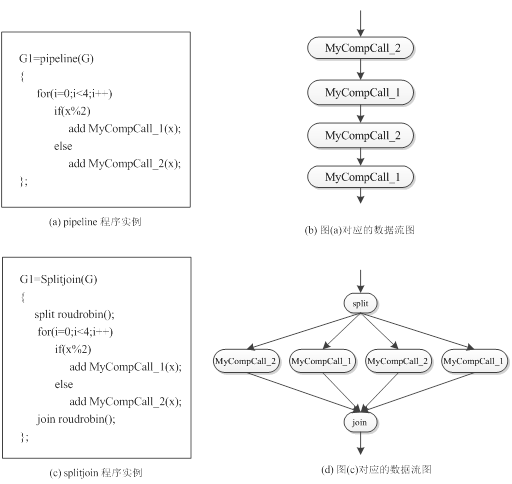 G1=pipeline(G)
{
for(i=0;i<4;i++)
if(x%2)
add MyCompCall_1(x);
else
add MyCompCall_2(x);
};
(a) pipeline 程序实例
MyCompCall_2
MyCompCall_1
MyCompCall_2
MyCompCall_1
(b) 图(a)对应的数据流图
G1=Splitjoin(G)
{
split roudrobin();
for(i=0;i<4;i++)
if(x%2)
add MyCompCall_1(x);
else
add MyCompCall_2(x);
join roudrobin();
};
(c) splitjoin 程序实例
split
MyCompCall_2 MyCompCall_1 MyCompCall_2 MyCompCall_1
join
(d) 图(c)对应的数据流图